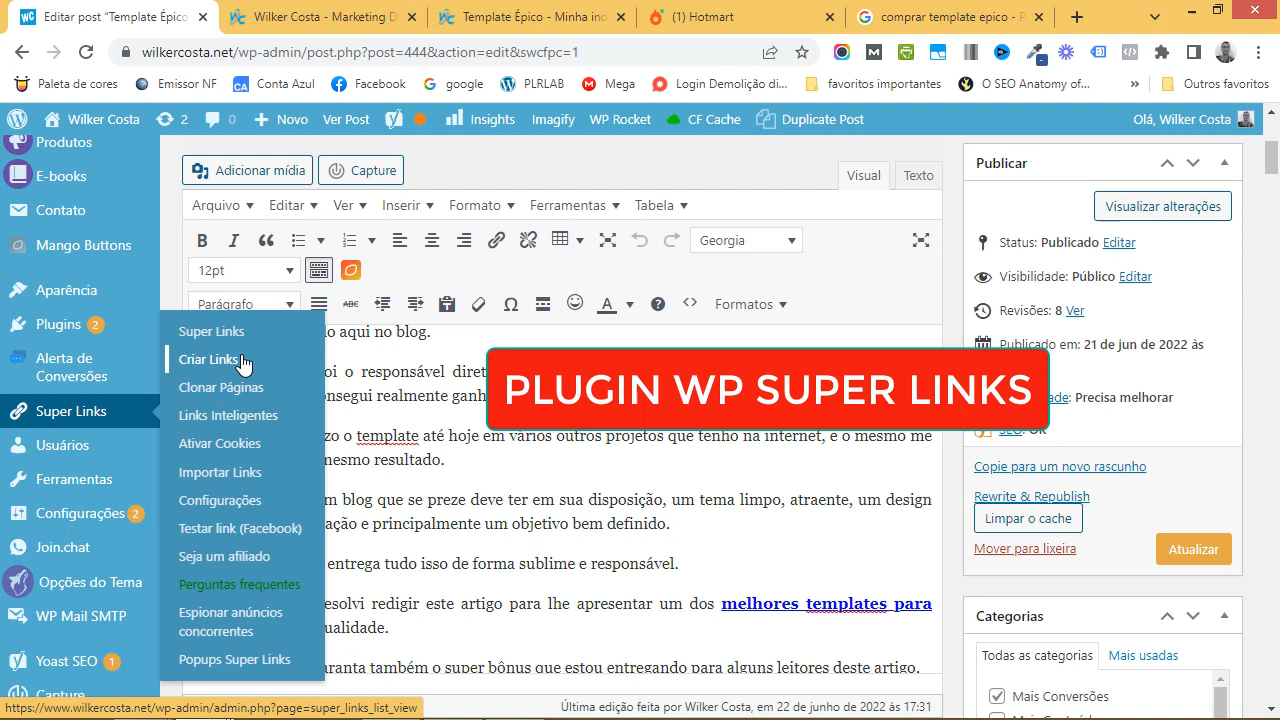 Editar post “Template Épico
Wilker Costa - Marketing D
Template Épico - Minha ind
(1) Hotmart
comprar template epico - P
wilkercosta.net/wp-admin/post.php?post=444&action=edit&swcfpc=1
Paleta de cores
Emissor NF
Conta Azul
Facebook
google
PLRLAB
Mega
Login Demolição di...
favoritos importantes
O SEO Anatomy of...
Outros favoritos
Wilker Costa
2
0
Novo
Ver Post
Insights
Imagify
WP Rocket
CF Cache
Duplicate Post
Olá, Wilker Costa
Produtos
E-books
Contato
Mango Buttons
Aparência
Plugins 2
Alerta de
Conversões
Super Links
Usuários
Ferramentas
Configurações 2
Join.chat
Opções do Tema
WP Mail SMTP
Yoast SEO 1
Capture
Super Links
Criar Links
Clonar Páginas
Links Inteligentes
Ativar Cookies
Importar Links
Configurações
Testar link (Facebook)
Seja um afiliado
Perguntas frequentes
Espionar anúncios
concorrentes
Popups Super Links
Adicionar mídia
Capture
Visual
Texto
Arquivo
Editar
Ver
Inserir
Formato
Ferramentas
Tabela
Georgia
12pt
Parágrafo
Formatos
do aqui no blog.
oi o responsável diret
nsegui realmente ganh
PLUGIN WP SUPER LINKS
zo o template até hoje em vários outros projetos que tenho na internet, e o mesmo me
mesmo resultado.
m blog que se preze deve ter em sua disposição, um tema limpo, atraente, um design
ação e principalmente um objetivo bem definido.
entrega tudo isso de forma sublime e responsável.
esolvi redigir este artigo para lhe apresentar um dos melhores templates para
ualidade.
aranta também o super bônus que estou entregando para alguns leitores deste artigo.
Última edição feita por Wilker Costa, em 22 de junho de 2022 às 17:31
Publicar
Visualizar alterações
Status: Publicado Editar
Visibilidade: Público Editar
Revisões: 8 Ver
Publicado em: 21 de jun de 2022 às
de: Precisa melhorar
SEO: OK
Copie para um novo rascunho
Rewrite & Republish
Limpar o cache
Mover para lixeira
Atualizar
Categorias
Todas as categorias
Mais usadas
Mais Conversões
https://www.wilkercosta.net/wp-admin/admin.php?page=super_links_list_view